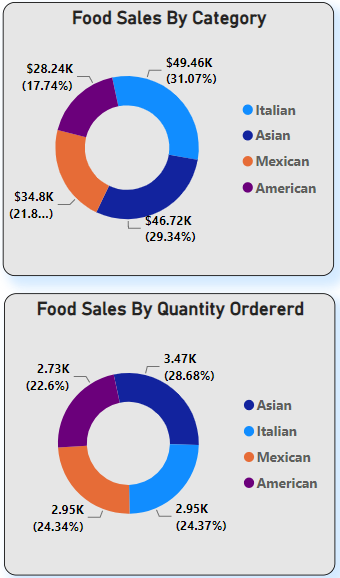 Food Sales By Category
$28.24K
(17.74%)
$49.46K
(31.07%)
Italian
Asian
Mexican
American
$34.8K
(21.8...)
$46.72K
(29.34%)
Food Sales By Quantity Ordererd
2.73K
(22.6%)
3.47K
(28.68%)
Asian
Italian
Mexican
American
2.95K
(24.34%)
2.95K
(24.37%)